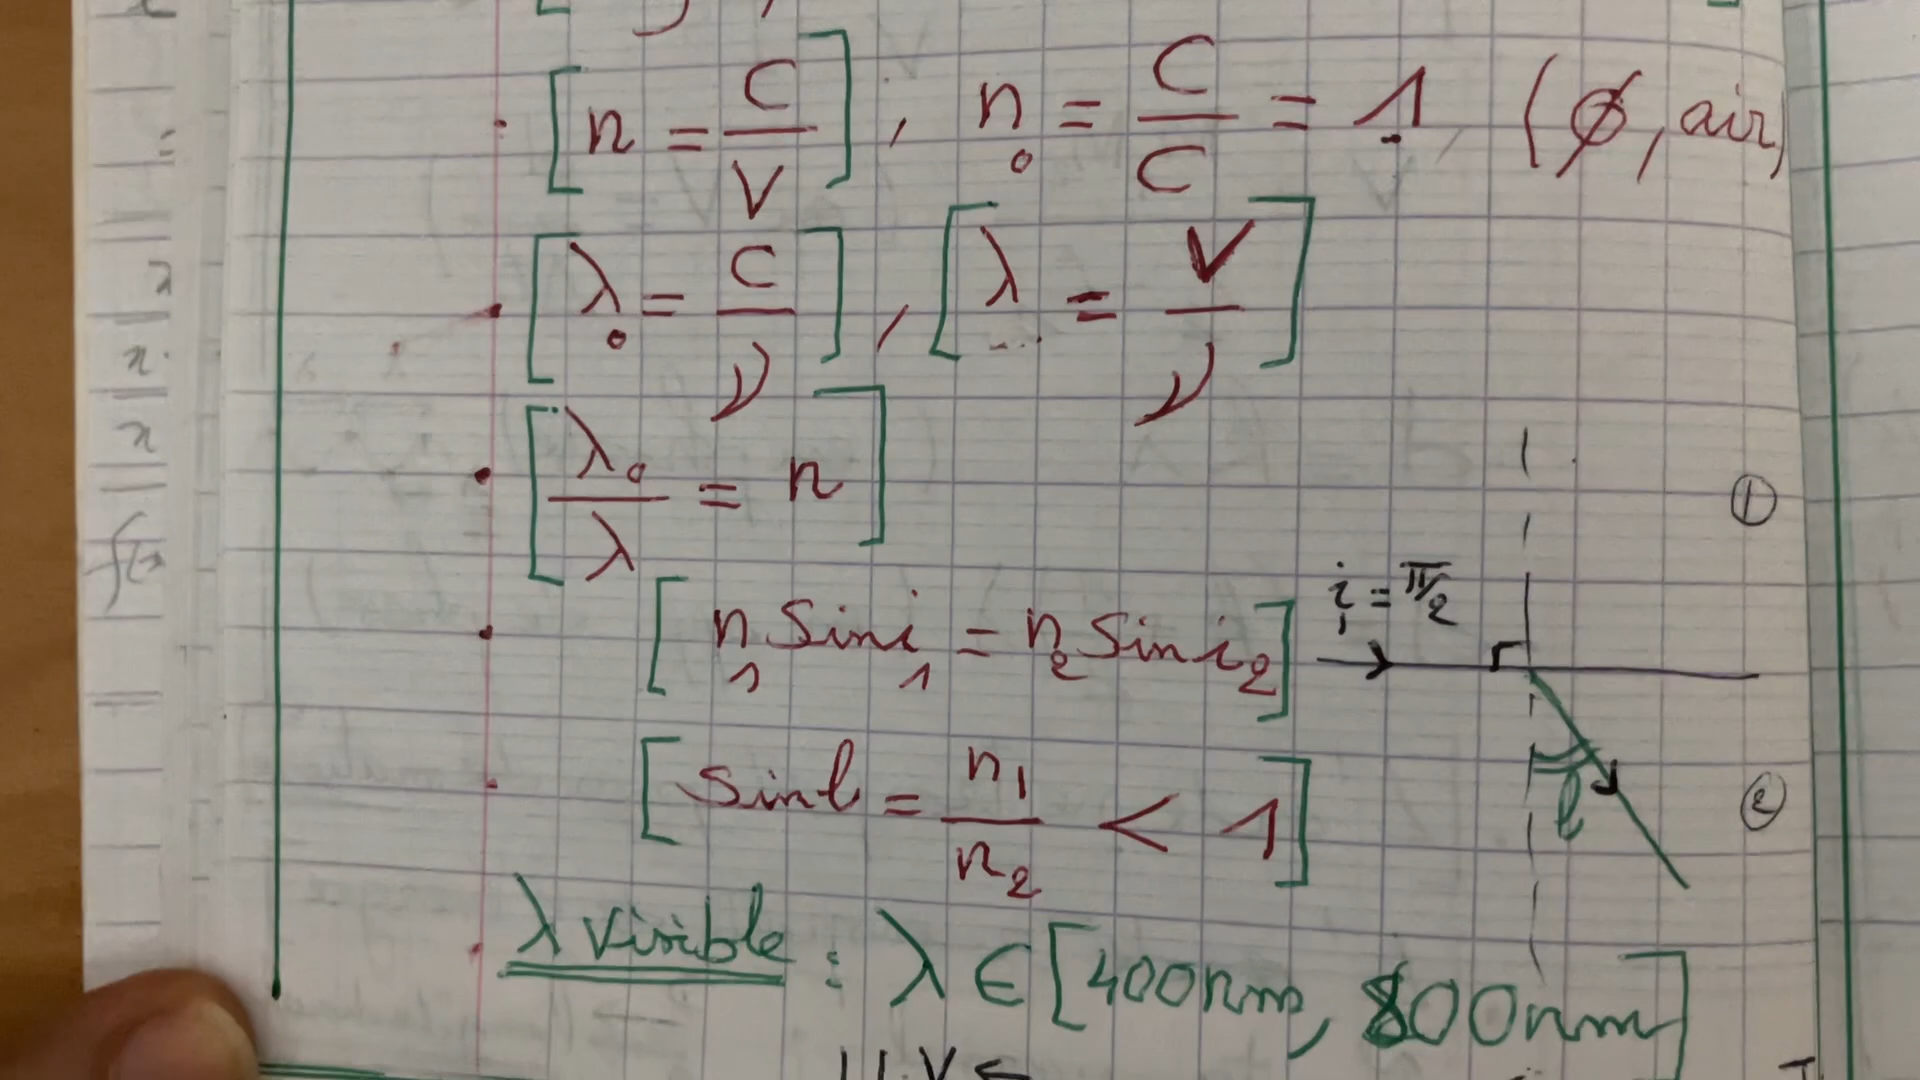 [n = C/V], n₀ = C/C = 1 (∅, air)
[λ₀ = C/ν], [λ = V/ν]
[λ₀/λ = n]
①
i₁ = π/2
[n₁ Sin i₁ = n₂ Sin i₂]
[Sin l = n₁/n₂ < 1]
l
②
λ visible : λ ∈ [400nm, 800nm]
U.V ←